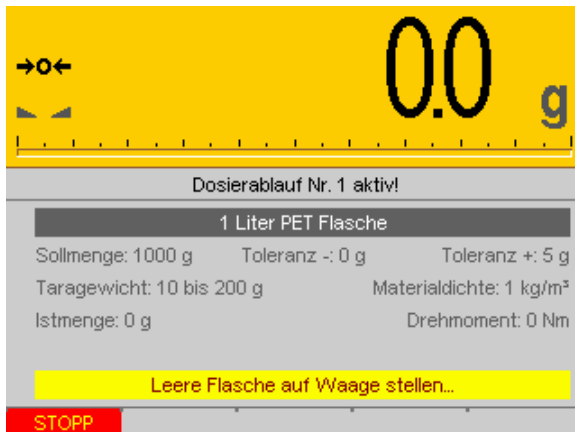 →0← 0.0 g
Dosierablauf Nr. 1 aktiv!
1 Liter PET Flasche
Sollmenge: 1000 g Toleranz -: 0 g Toleranz +: 5 g
Taragewicht: 10 bis 200 g Materialdichte: 1 kg/m³
Istmenge: 0 g Drehmoment: 0 Nm
Leere Flasche auf Waage stellen...
STOPP